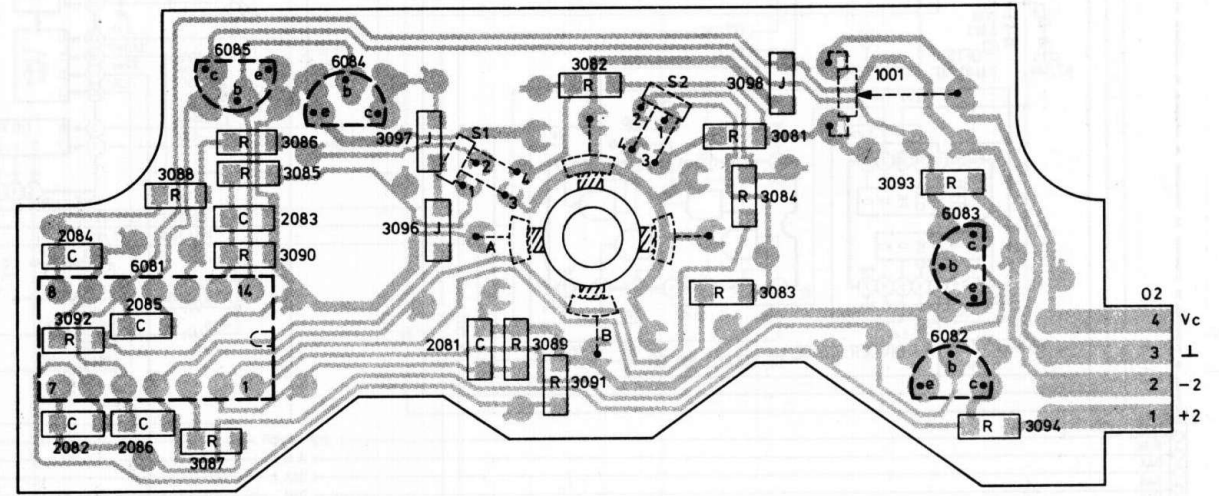 6085
c e
b
6084
e b c
3082
R
S2
2 1
4 3
3098
J
1001
3097
J
S1
2 4
1 3
3081
R
R
3086
R
3085
3088
R
3084
R
3093
R
C
2083
3096
J
A
6083
c
b
e
2084
C
6081
R
3090
8 14
2085
C
3092
R
R
3083
O2
4 Vc
3 ⊥
2 -2
1 +2
B
2081
C
R
3089
R
3091
6082
b
e c
7 1
C
2082
C
2086
R
3087
R
3094